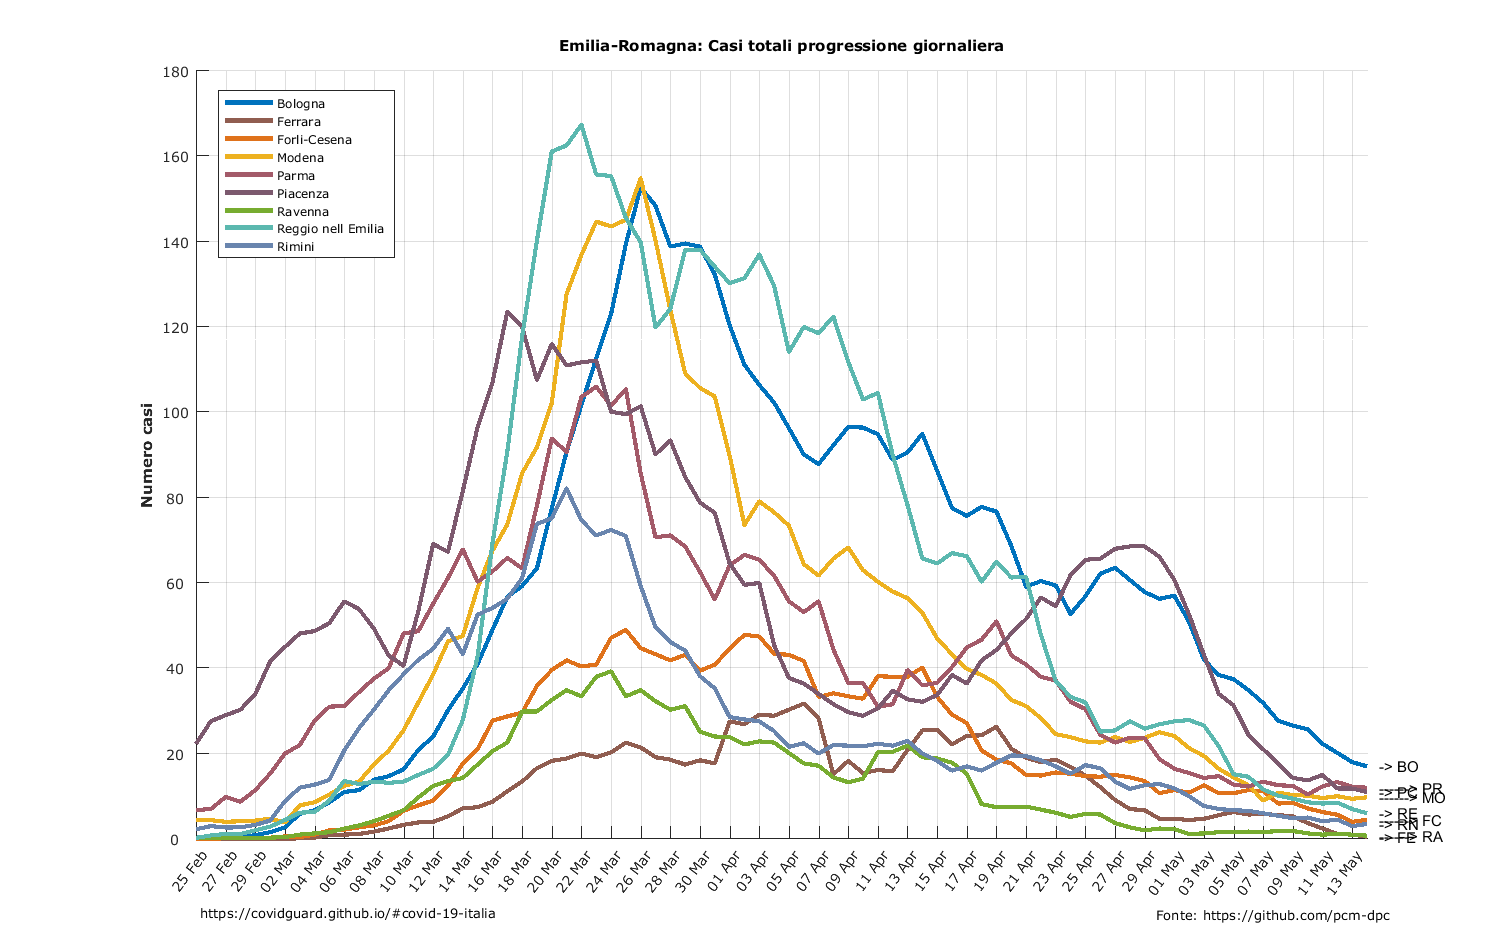 Emilia-Romagna: Casi totali progressione giornaliera
180
160
140
120
100
80
60
40
20
0
Numero casi
Bologna
Ferrara
Forli-Cesena
Modena
Parma
Piacenza
Ravenna
Reggio nell Emilia
Rimini
-> BO
PR
-> PC
MO
-> RE
FC
-> RN
-> FE
RA
25 Feb
27 Feb
29 Feb
02 Mar
04 Mar
06 Mar
08 Mar
10 Mar
12 Mar
14 Mar
16 Mar
18 Mar
20 Mar
22 Mar
24 Mar
26 Mar
28 Mar
30 Mar
01 Apr
03 Apr
05 Apr
07 Apr
09 Apr
11 Apr
13 Apr
15 Apr
17 Apr
19 Apr
21 Apr
23 Apr
25 Apr
27 Apr
29 Apr
01 May
03 May
05 May
07 May
09 May
11 May
13 May
https://covidguard.github.io/#covid-19-italia
Fonte: https://github.com/pcm-dpc